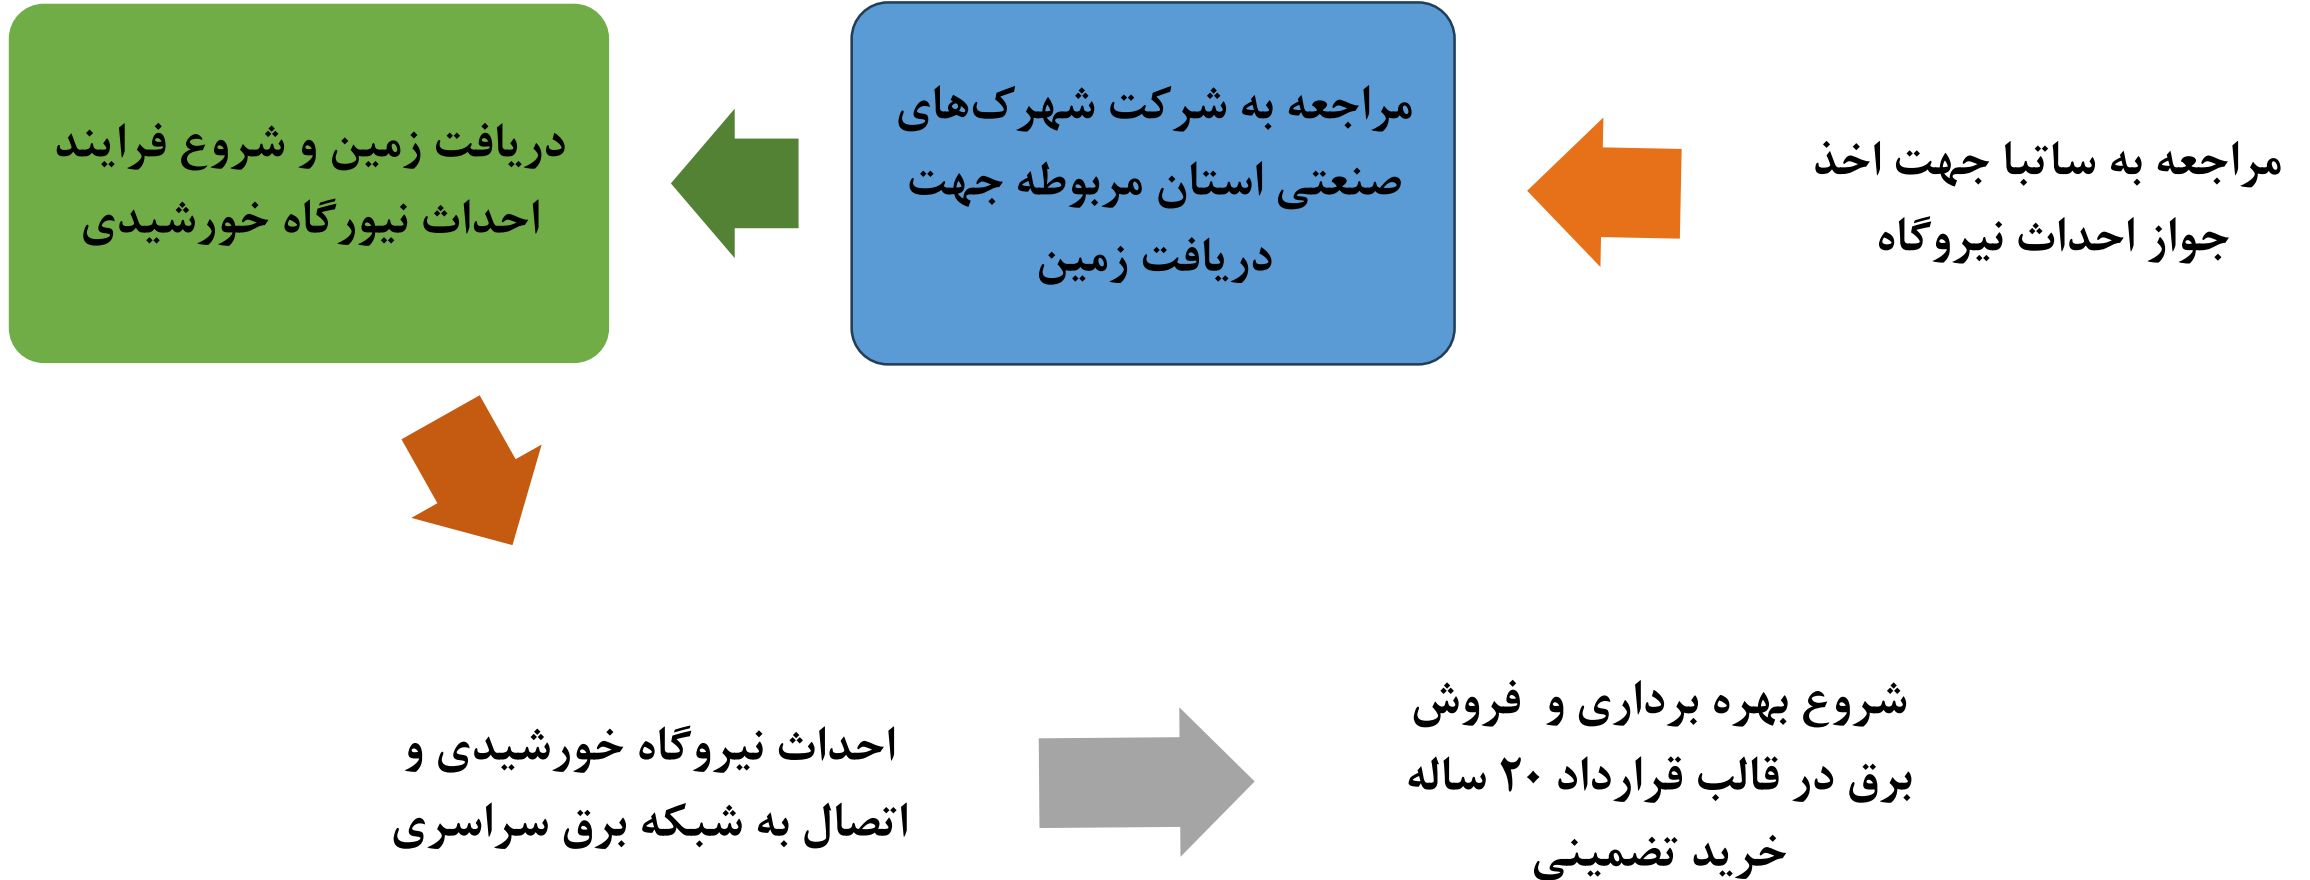 مراجعه به ساتبا جهت اخذ
جواز احداث نیروگاه
مراجعه به شرکت شهرک‌های
صنعتی استان مربوطه جهت
دریافت زمین
دریافت زمین و شروع فرایند
احداث نیورگاه خورشیدی
احداث نیروگاه خورشیدی و
اتصال به شبکه برق سراسری
شروع بهره برداری و فروش
برق در قالب قرارداد ۲۰ ساله
خرید تضمینی